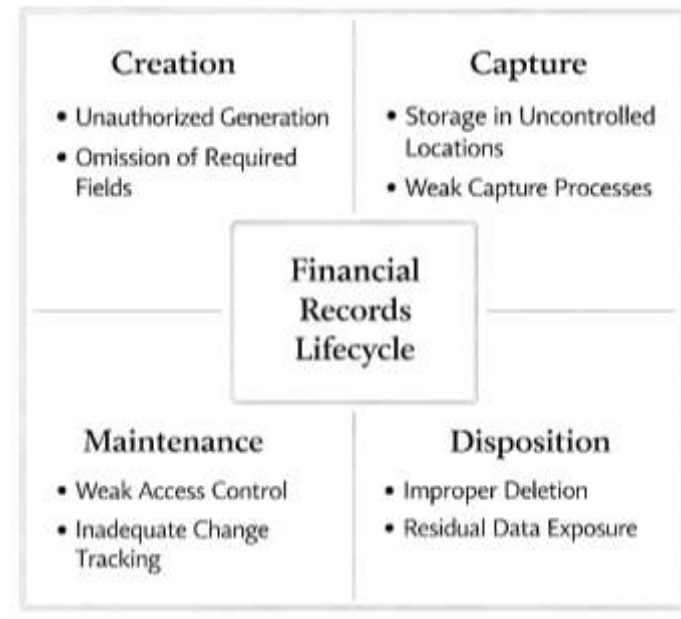 Creation
• Unauthorized Generation
• Omission of Required
Fields
Capture
• Storage in Uncontrolled
Locations
• Weak Capture Processes
Financial
Records
Lifecycle
Maintenance
• Weak Access Control
• Inadequate Change
Tracking
Disposition
• Improper Deletion
• Residual Data Exposure